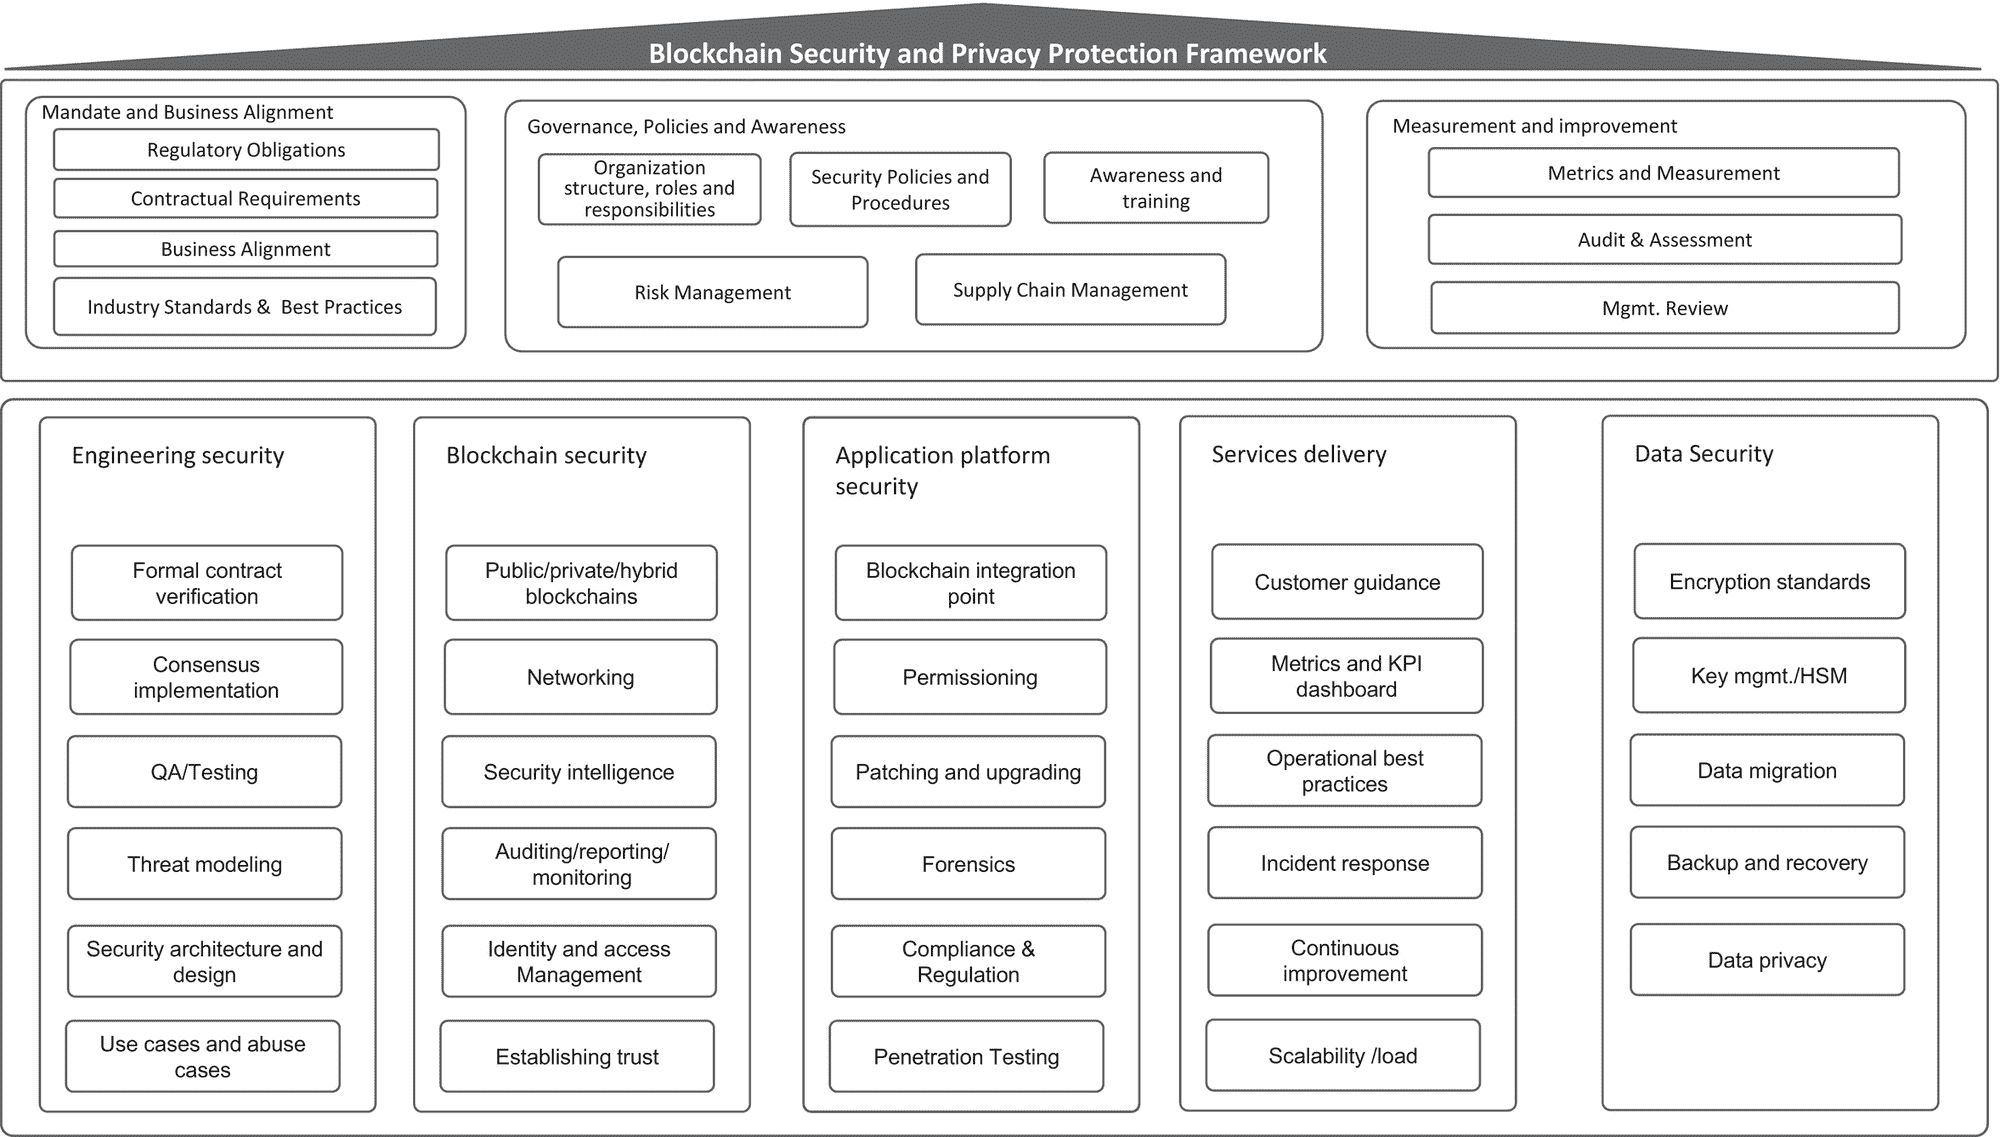 Blockchain Security and Privacy Protection Framework
Mandate and Business Alignment
Regulatory Obligations
Contractual Requirements
Business Alignment
Industry Standards &  Best Practices
Governance, Policies and Awareness
Organization
structure, roles and
responsibilities
Security Policies and
Procedures
Awareness and
training
Risk Management
Supply Chain Management
Measurement and improvement
Metrics and Measurement
Audit & Assessment
Mgmt. Review
Engineering security
Formal contract
verification
Consensus
implementation
QA/Testing
Threat modeling
Security architecture and
design
Use cases and abuse
cases
Blockchain security
Public/private/hybrid
blockchains
Networking
Security intelligence
Auditing/reporting/
monitoring
Identity and access
Management
Establishing trust
Application platform
security
Blockchain integration
point
Permissioning
Patching and upgrading
Forensics
Compliance &
Regulation
Penetration Testing
Services delivery
Customer guidance
Metrics and KPI
dashboard
Operational best
practices
Incident response
Continuous
improvement
Scalability /load
Data Security
Encryption standards
Key mgmt./HSM
Data migration
Backup and recovery
Data privacy